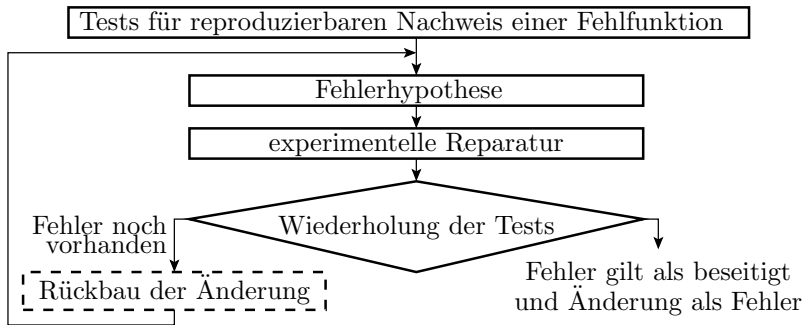 Tests für reproduzierbaren Nachweis einer Fehlfunktion
Fehlerhypothese
experimentelle Reparatur
Wiederholung der Tests
Fehler noch
vorhanden
Rückbau der Änderung
Fehler gilt als beseitigt
und Änderung als Fehler